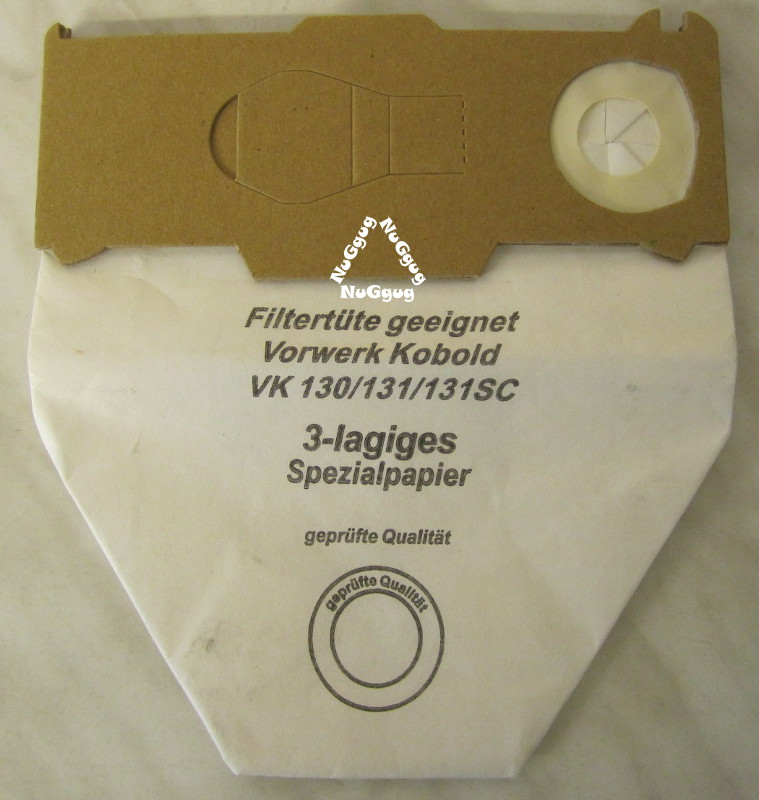 NuGgug
NuGgug
NuGgug
Filtertüte geeignet
Vorwerk Kobold
VK 130/131/131SC
3-lagiges
Spezialpapier
geprüfte Qualität
geprüfte Qualität